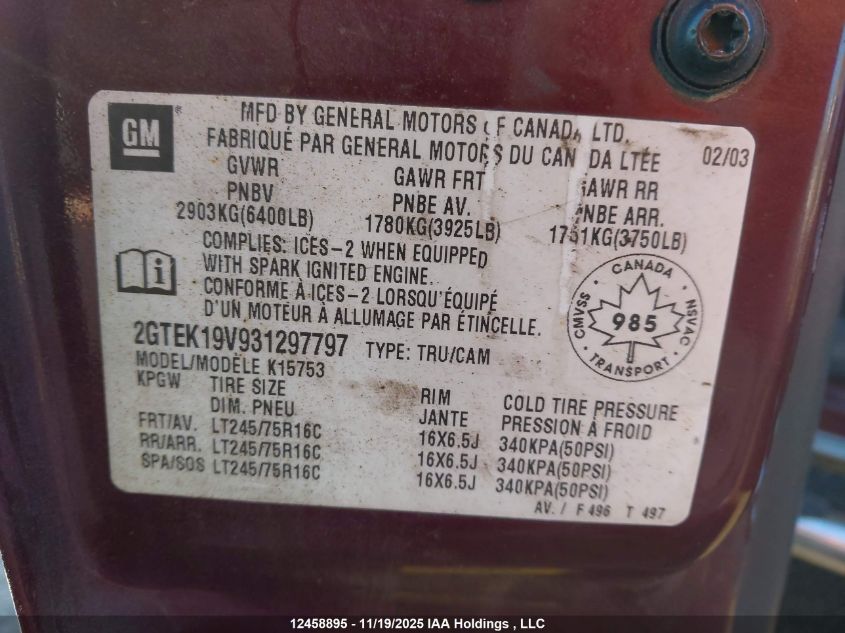 GM
MFD BY GENERAL MOTORS OF CANADA LTD.
FABRIQUÉ PAR GENERAL MOTORS DU CANADA LTÉE 02/03
GVWR GAWR FRT GAWR RR
PNBV PNBE AV. PNBE ARR.
2903KG(6400LB) 1780KG(3925LB) 1751KG(3750LB)
COMPLIES: ICES-2 WHEN EQUIPPED
WITH SPARK IGNITED ENGINE.
CONFORME À ICES-2 LORSQU'ÉQUIPÉ
D'UN MOTEUR À ALLUMAGE PAR ÉTINCELLE.
CANADA
CMVSS 985 NSVAC
TRANSPORT
2GTEK19V931297797 TYPE: TRU/CAM
MODEL/MODÈLE K15753
KPGW TIRE SIZE RIM COLD TIRE PRESSURE
DIM. PNEU JANTE PRESSION À FROID
FRT/AV. LT245/75R16C 16X6.5J 340KPA(50PSI)
RR/ARR. LT245/75R16C 16X6.5J 340KPA(50PSI)
SPA/SOS LT245/75R16C 16X6.5J 340KPA(50PSI)
AV. / F 496 T 497
12458895 - 11/19/2025 IAA Holdings , LLC